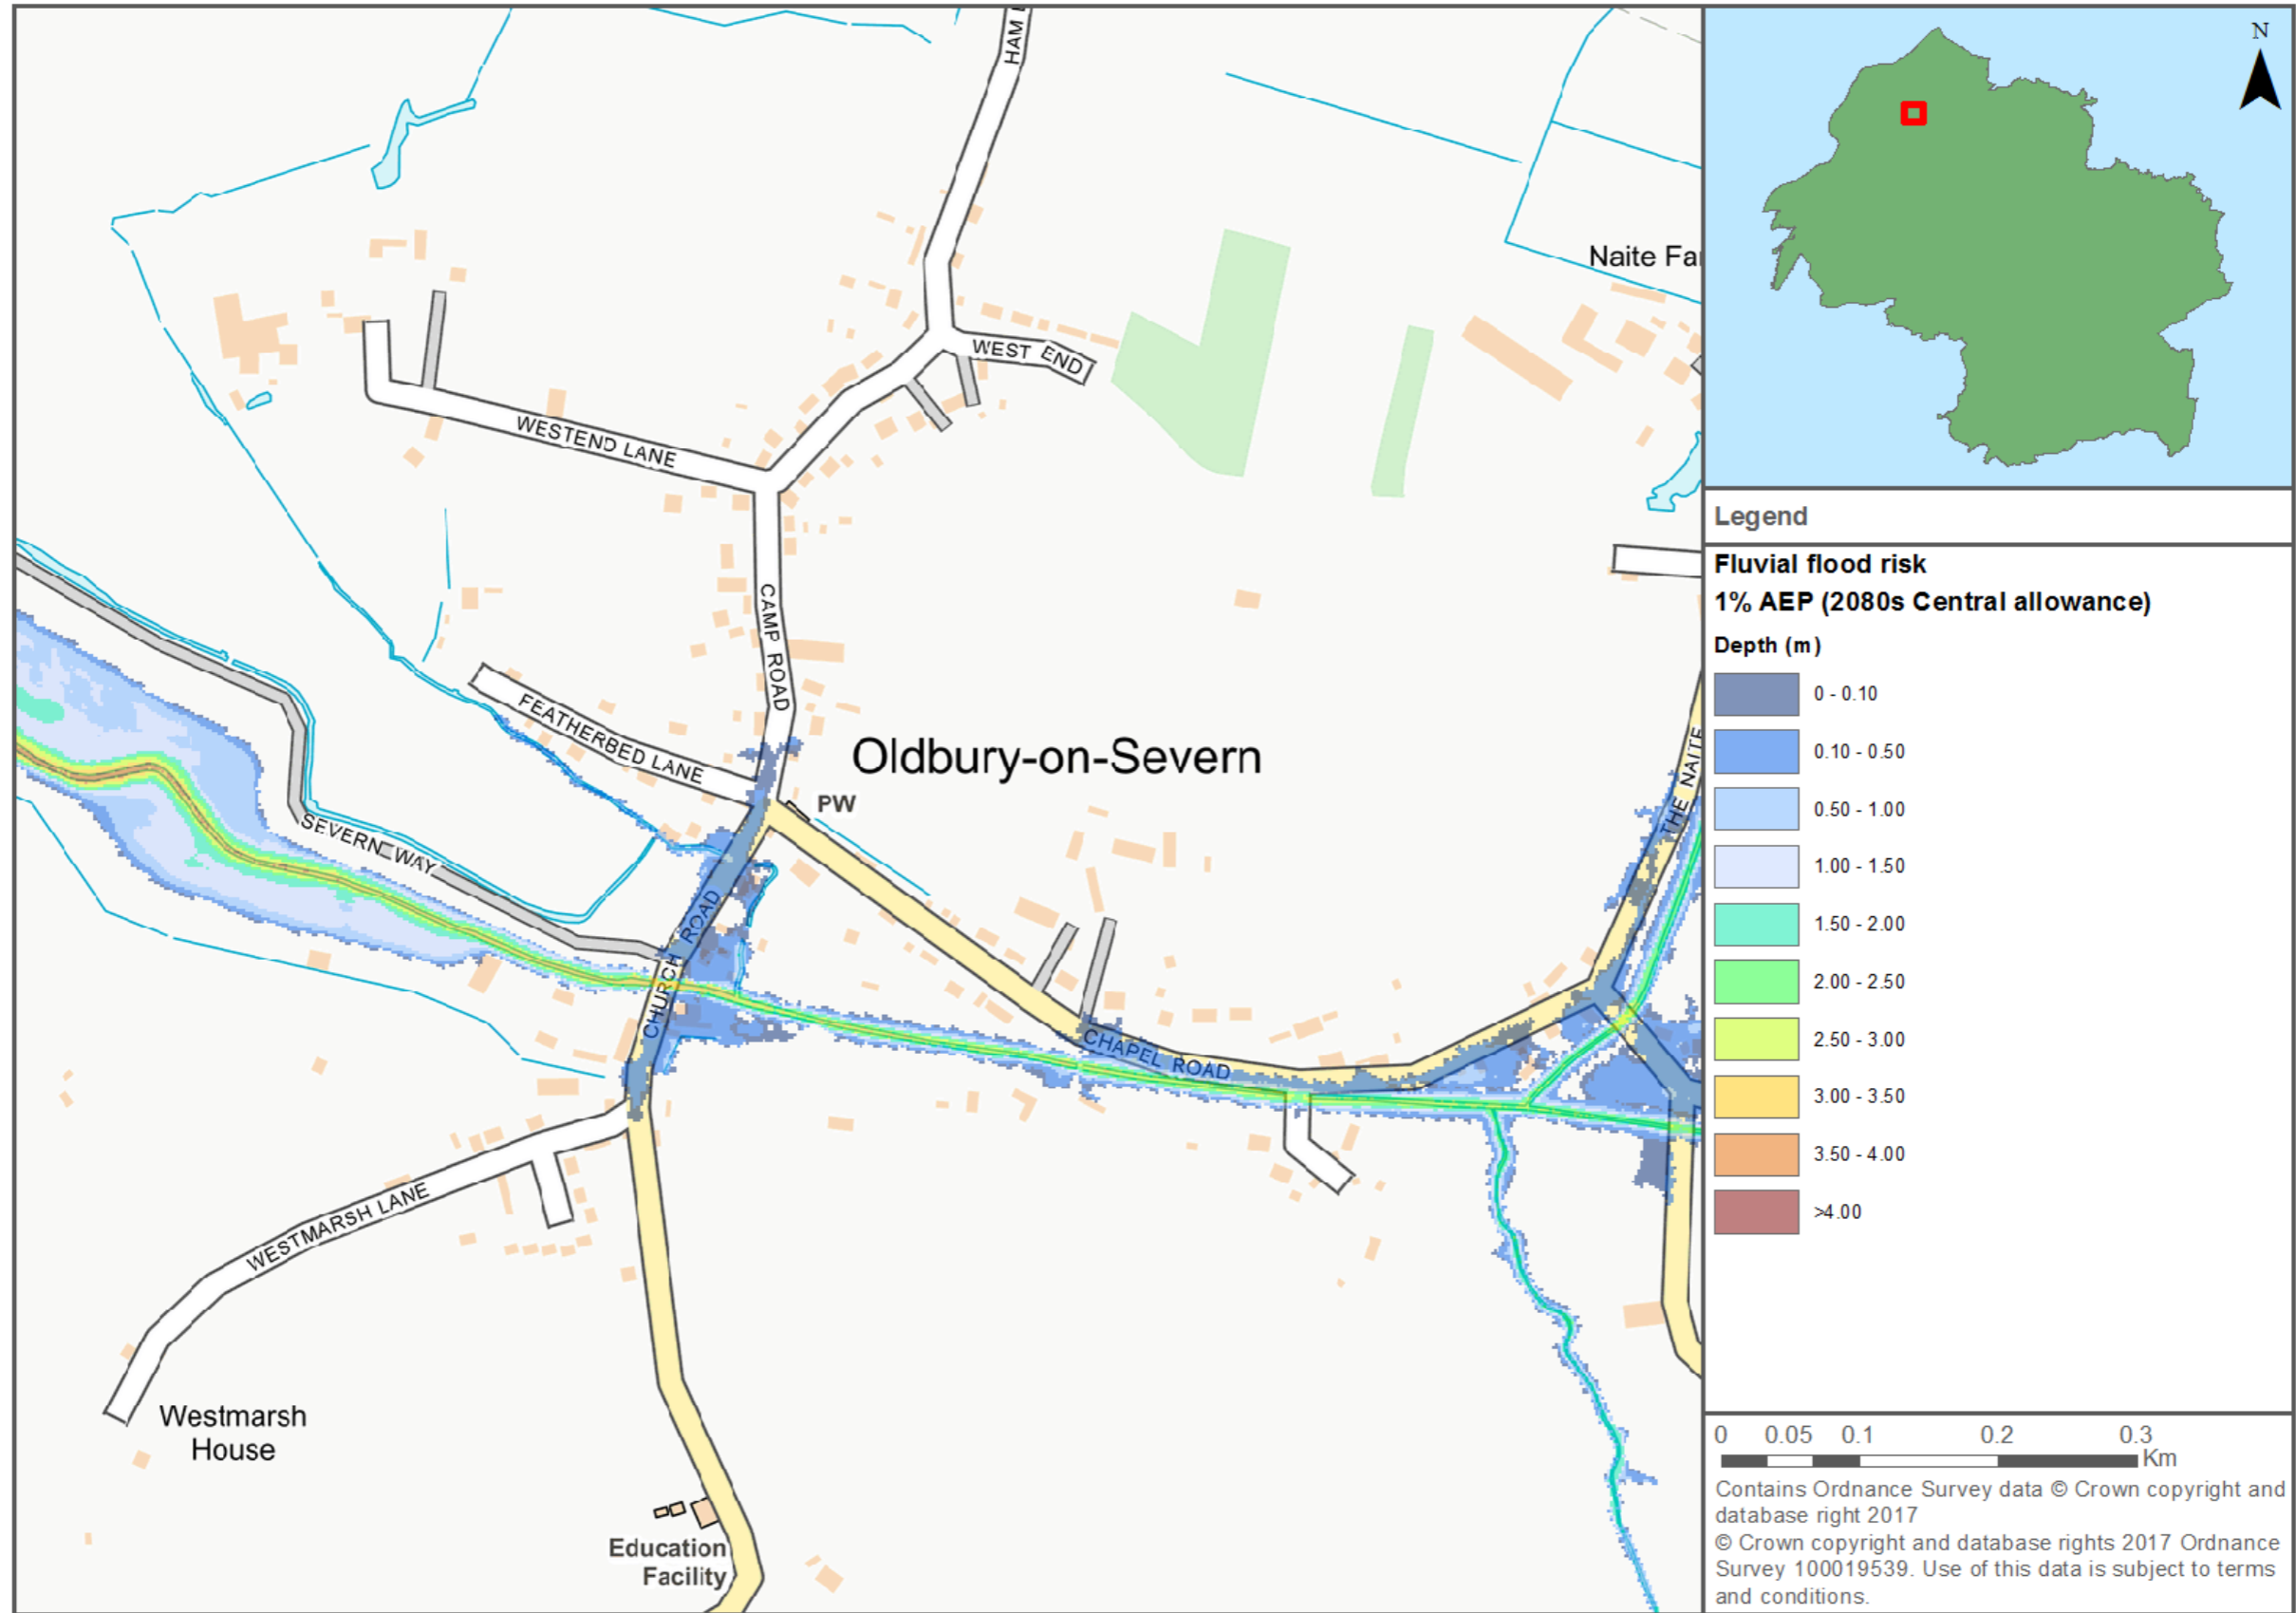 HAM L
Naite Fa
WEST END
WESTEND LANE
CAMP ROAD
FEATHERBED LANE
Oldbury-on-Severn
PW
THE NAITE
SEVERN WAY
CHURCH ROAD
CHAPEL ROAD
WESTMARSH LANE
Westmarsh
House
Education
Facility
N
Legend
Fluvial flood risk
1% AEP (2080s Central allowance)
Depth (m)
0 - 0.10
0.10 - 0.50
0.50 - 1.00
1.00 - 1.50
1.50 - 2.00
2.00 - 2.50
2.50 - 3.00
3.00 - 3.50
3.50 - 4.00
>4.00
0 0.05 0.1 0.2 0.3
Km
Contains Ordnance Survey data © Crown copyright and
database right 2017
© Crown copyright and database rights 2017 Ordnance
Survey 100019539. Use of this data is subject to terms
and conditions.